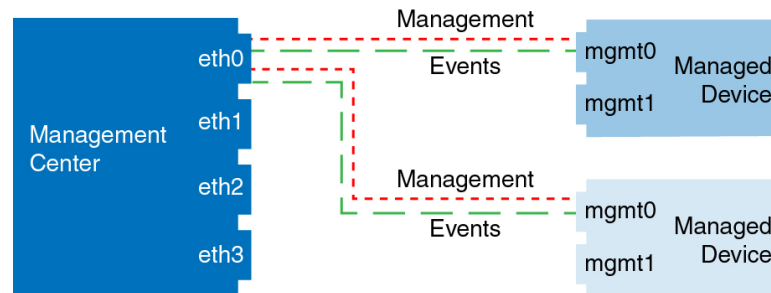 Management
eth0
Events
mgmt0
Managed
Device
mgmt1
Management
Center
eth1
eth2
eth3
Management
Events
mgmt0
Managed
Device
mgmt1